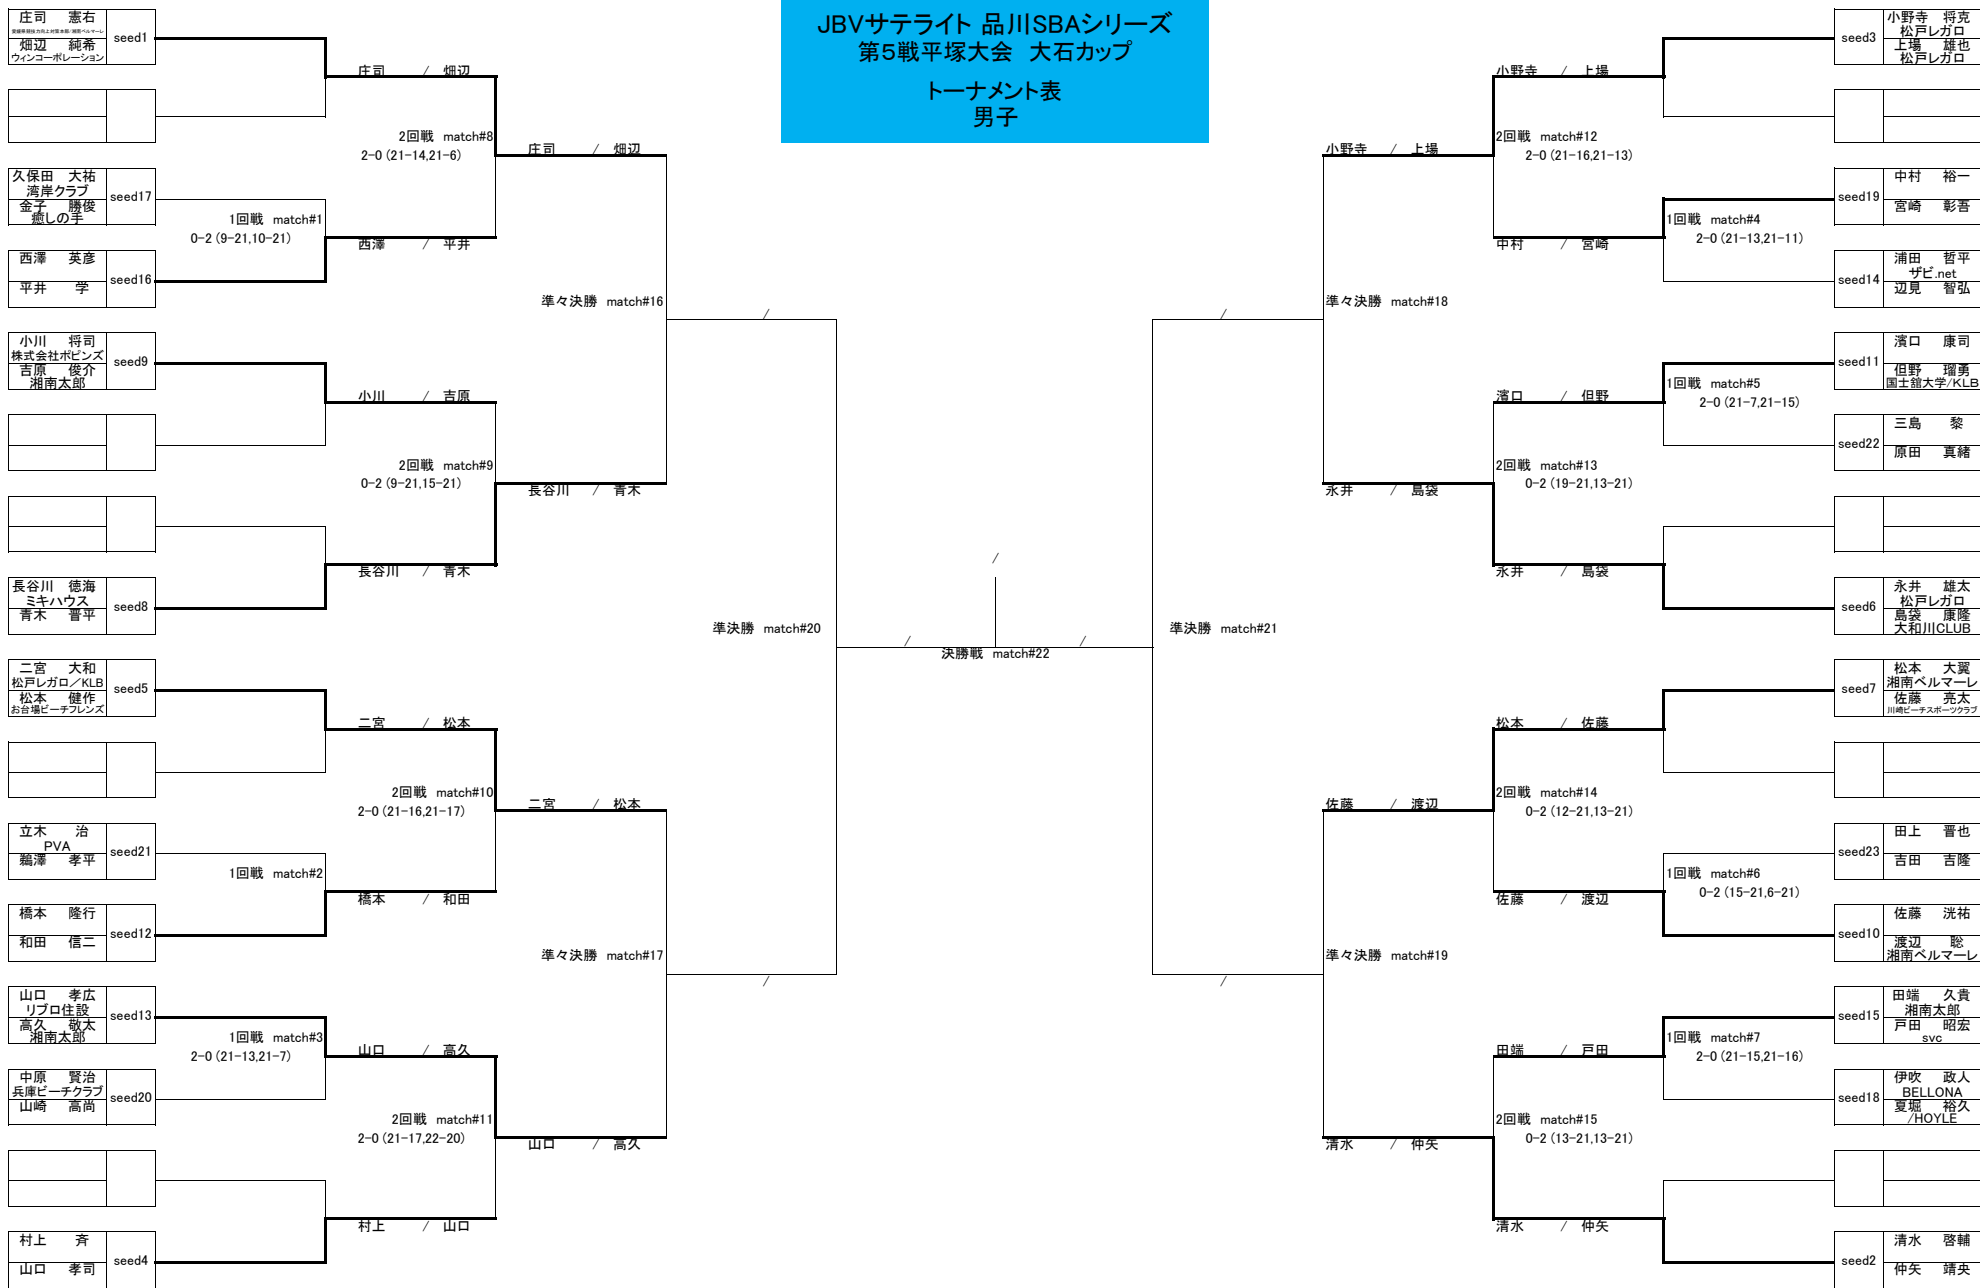 JBVサテライト 品川SBAシリーズ
第5戦平塚大会 大石カップ
トーナメント表
男子
庄司 憲右
seed1
畑辺 純希
ウィンコーポレーション
久保田 大祐
湾岸クラブ
seed17
金子 勝俊
癒しの手
西澤 英彦
seed16
平井 学
小川 将司
株式会社ポピンズ
seed9
吉原 俊介
湘南太郎
長谷川 徳海
ミキハウス
seed8
青木 晋平
二宮 大和
松戸レガロ／KLB
seed5
松本 健作
お台場ビーチフレンズ
立木 治
PVA
seed21
鵜澤 孝平
橋本 隆行
seed12
和田 信二
山口 孝広
リブロ住設
seed13
高久 敬太
湘南太郎
中原 賢治
兵庫ビーチクラブ
seed20
山崎 高尚
村上 斉
seed4
山口 孝司
1回戦 match#1
0-2 (9-21,10-21)
1回戦 match#2
1回戦 match#3
2-0 (21-13,21-7)
庄司 / 畑辺
2回戦 match#8
2-0 (21-14,21-6)
西澤 / 平井
小川 / 吉原
2回戦 match#9
0-2 (9-21,15-21)
長谷川 / 青木
二宮 / 松本
2回戦 match#10
2-0 (21-16,21-17)
橋本 / 和田
山口 / 高久
2回戦 match#11
2-0 (21-17,22-20)
村上 / 山口
庄司 / 畑辺
準々決勝 match#16
長谷川 / 青木
二宮 / 松本
準々決勝 match#17
山口 / 高久
/
準決勝 match#20
/
/
/
決勝戦 match#22
/
/
準決勝 match#21
/
小野寺 / 上場
準々決勝 match#18
永井 / 島袋
佐藤 / 渡辺
準々決勝 match#19
清水 / 仲矢
小野寺 / 上場
2回戦 match#12
2-0 (21-16,21-13)
中村 / 宮崎
濱口 / 但野
2回戦 match#13
0-2 (19-21,13-21)
永井 / 島袋
松本 / 佐藤
2回戦 match#14
0-2 (12-21,13-21)
佐藤 / 渡辺
田端 / 戸田
2回戦 match#15
0-2 (13-21,13-21)
清水 / 仲矢
1回戦 match#4
2-0 (21-13,21-11)
1回戦 match#5
2-0 (21-7,21-15)
1回戦 match#6
0-2 (15-21,6-21)
1回戦 match#7
2-0 (21-15,21-16)
小野寺 将克
松戸レガロ
seed3
上場 雄也
松戸レガロ
中村 裕一
seed19
宮崎 彰吾
浦田 哲平
ザビ.net
seed14
辺見 智弘
濱口 康司
seed11
但野 瑠勇
国士舘大学/KLB
三島 黎
seed22
原田 真緒
永井 雄太
松戸レガロ
seed6
島袋 康隆
大和川CLUB
松本 大翼
湘南ベルマーレ
seed7
佐藤 亮太
川崎ビーチスポーツクラブ
田上 晋也
seed23
吉田 吉隆
佐藤 洸祐
seed10
渡辺 聡
湘南ベルマーレ
田端 久貴
湘南太郎
seed15
戸田 昭宏
svc
伊吹 政人
BELLONA
seed18
夏堀 裕久
/HOYLE
清水 啓輔
seed2
仲矢 靖央